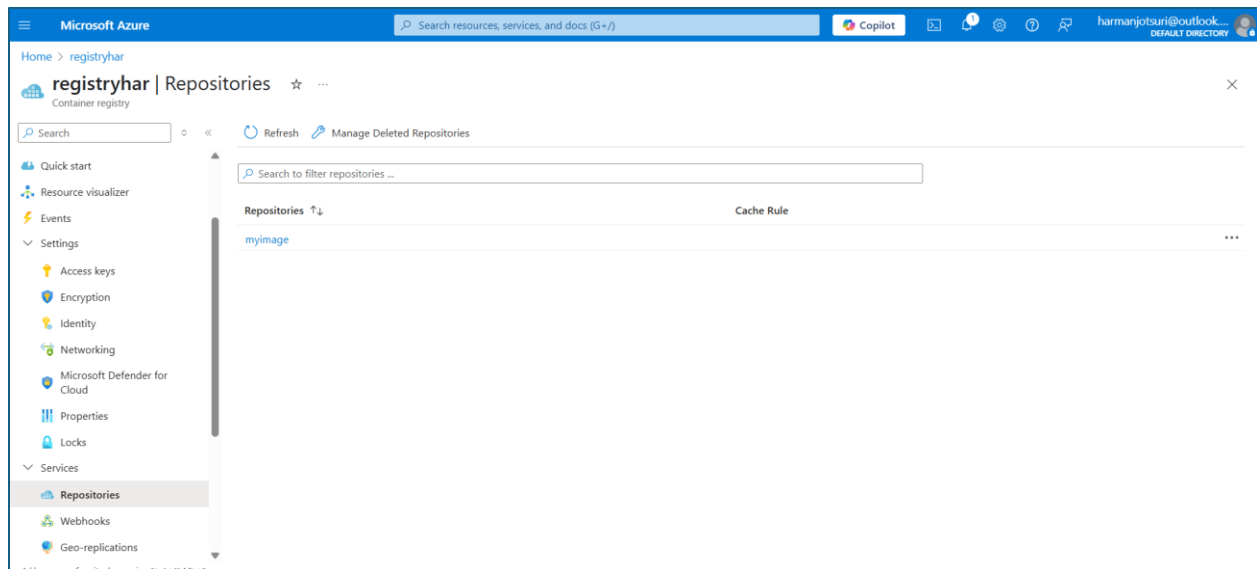 Microsoft Azure
Search resources, services, and docs (G+/)
Copilot
1
harmanjotsuri@outlook....
DEFAULT DIRECTORY
Home > registryhar
registryhar | Repositories
Container registry
Search
Refresh
Manage Deleted Repositories
Quick start
Search to filter repositories ...
Resource visualizer
Events
Repositories ↑↓
Cache Rule
Settings
myimage
Access keys
Encryption
Identity
Networking
Microsoft Defender for
Cloud
Properties
Locks
Services
Repositories
Webhooks
Geo-replications